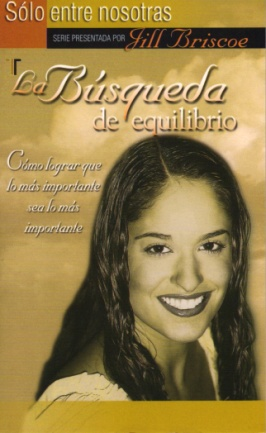 Sólo entre nosotras
SERIE PRESENTADA POR Jill Briscoe
La Búsqueda
de equilibrio
Cómo lograr que
lo más importante
sea lo más
importante